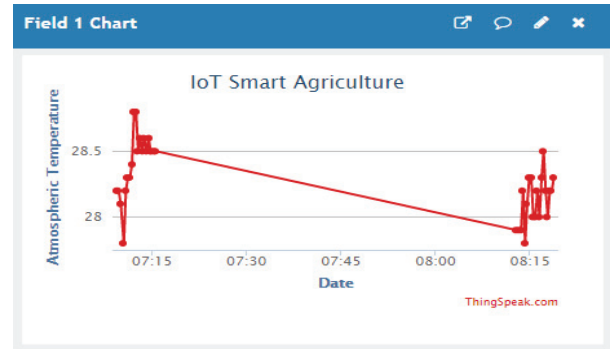 Field 1 Chart
IoT Smart Agriculture
Atmospheric Temperature
28.5
28
07:15 07:30 07:45 08:00 08:15
Date
ThingSpeak.com